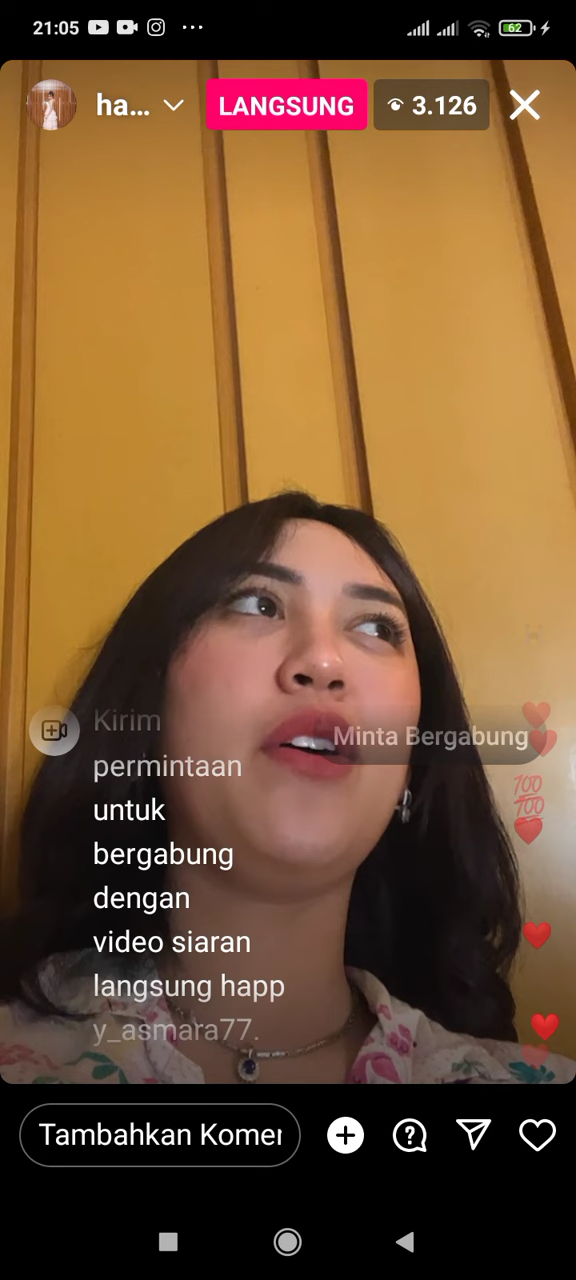 21:05
62
ha...
LANGSUNG
3.126
Kirim
Minta Bergabung
permintaan
untuk
bergabung
dengan
video siaran
langsung happ
y_asmara77.
💯
💯
Tambahkan Komer